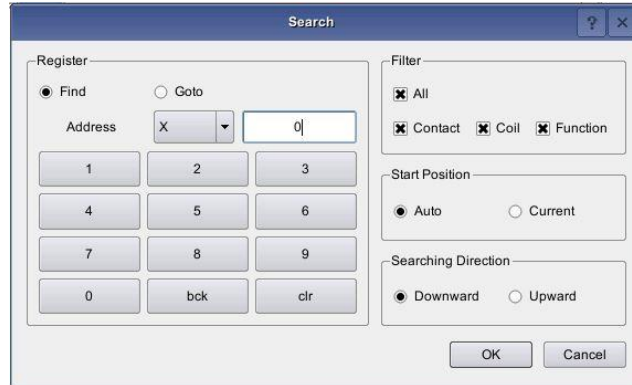 Search
? ×
Register
Find Goto
Address X 0
1 2 3
4 5 6
7 8 9
0 bck clr
Filter
All
Contact Coil Function
Start Position
Auto Current
Searching Direction
Downward Upward
OK Cancel